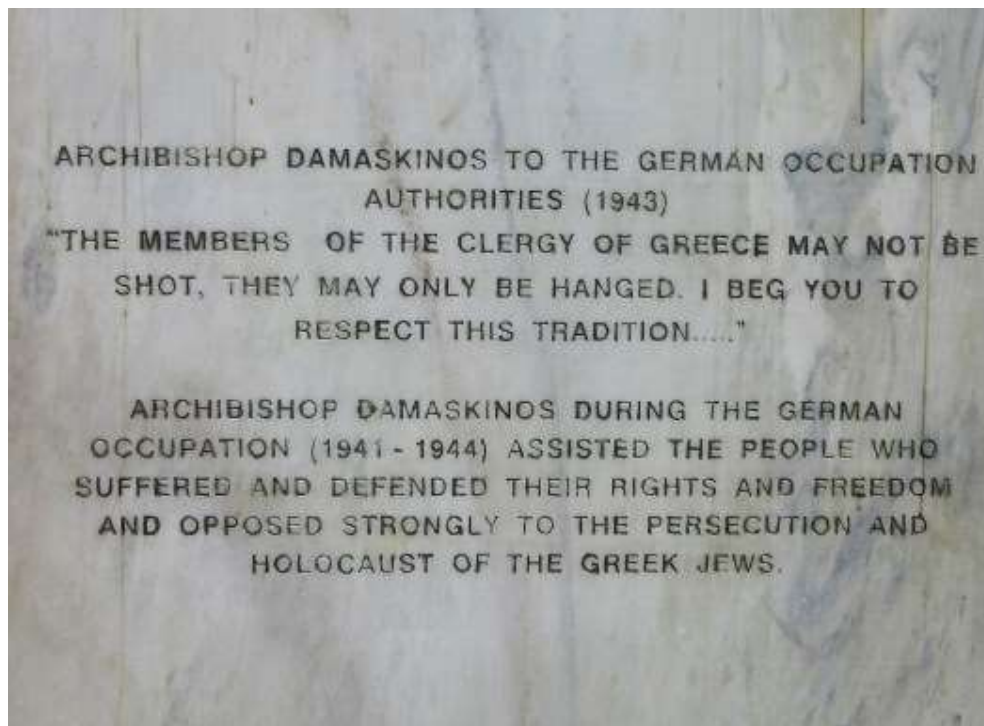 ARCHIBISHOP DAMASKINOS TO THE GERMAN OCCUPATION
AUTHORITIES (1943)
"THE MEMBERS OF THE CLERGY OF GREECE MAY NOT BE
SHOT, THEY MAY ONLY BE HANGED. I BEG YOU TO
RESPECT THIS TRADITION....."
ARCHIBISHOP DAMASKINOS DURING THE GERMAN
OCCUPATION (1941 - 1944) ASSISTED THE PEOPLE WHO
SUFFERED AND DEFENDED THEIR RIGHTS AND FREEDOM
AND OPPOSED STRONGLY TO THE PERSECUTION AND
HOLOCAUST OF THE GREEK JEWS.